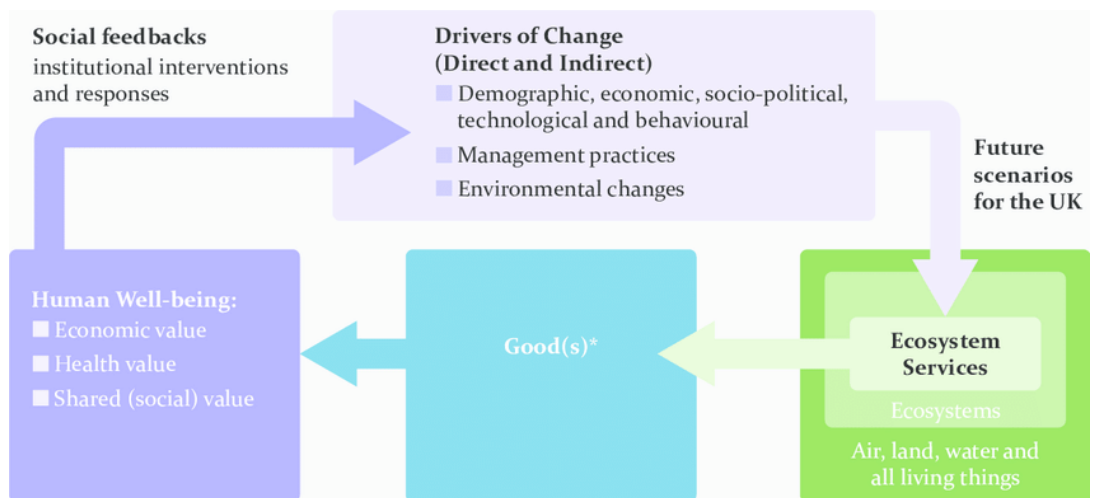 Social feedbacks
institutional interventions
and responses
Drivers of Change
(Direct and Indirect)
Demographic, economic, socio-political,
technological and behavioural
Management practices
Environmental changes
Future
scenarios
for the UK
Human Well-being:
Economic value
Health value
Shared (social) value
Good(s)*
Ecosystem
Services
Ecosystems
Air, land, water and
all living things